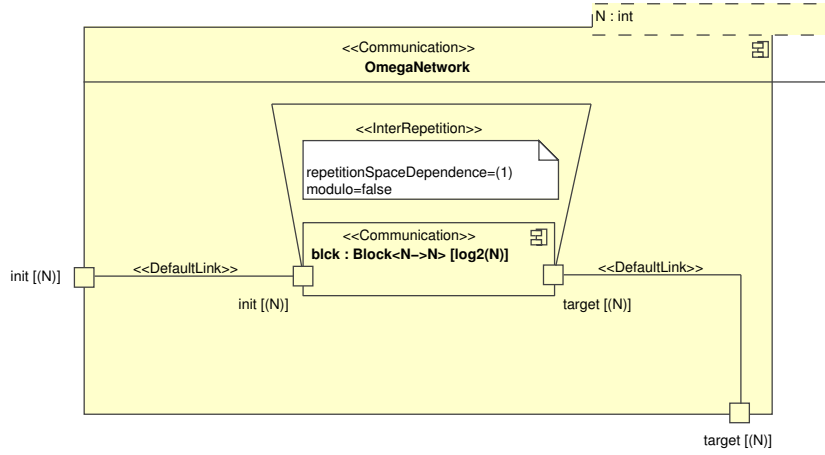 N : int
<<Communication>>
OmegaNetwork
<<InterRepetition>>
repetitionSpaceDependence=(1)
modulo=false
<<Communication>>
blck : Block<N−>N> [log2(N)]
<<DefaultLink>>
<<DefaultLink>>
init [(N)]
init [(N)]
target [(N)]
target [(N)]